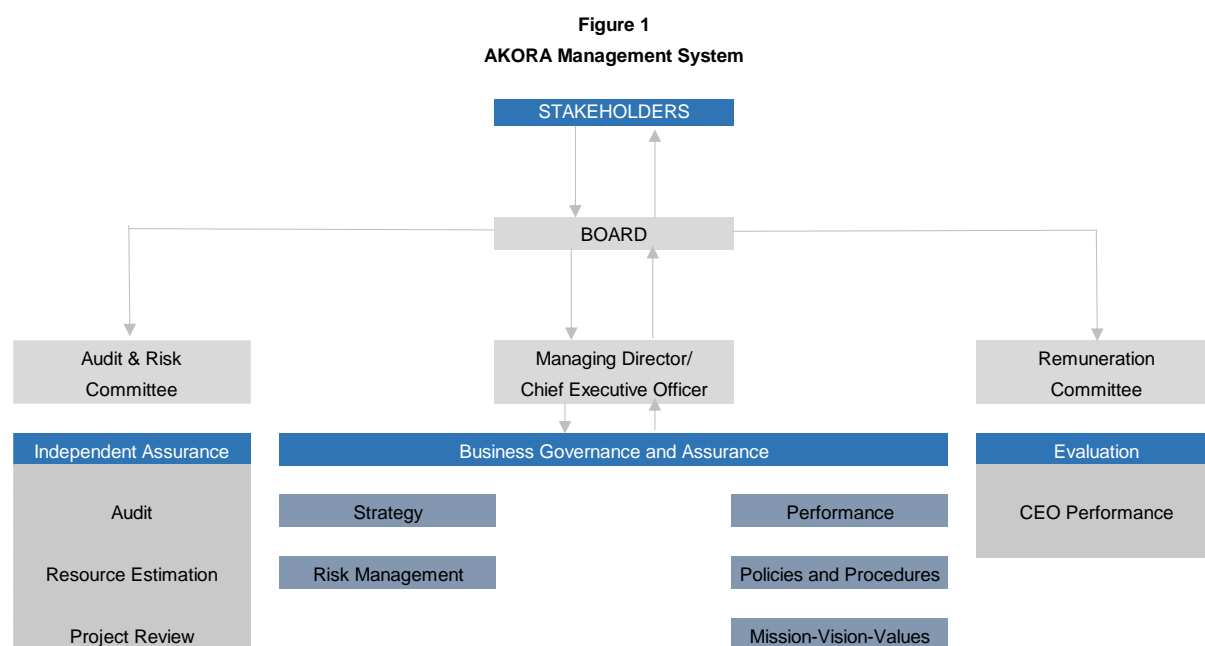 Figure 1
AKORA Management System
STAKEHOLDERS
BOARD
Audit & Risk
Committee
Managing Director/
Chief Executive Officer
Remuneration
Committee
Independent Assurance
Business Governance and Assurance
Evaluation
Audit
Strategy
Performance
CEO Performance
Resource Estimation
Risk Management
Policies and Procedures
Project Review
Mission-Vision-Values